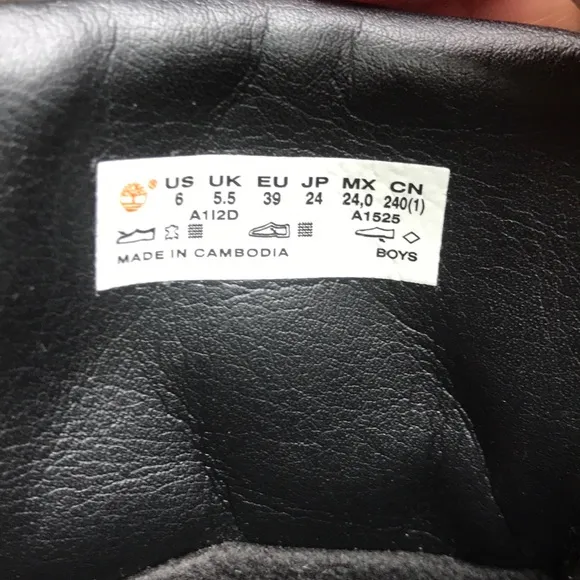 US UK EU JP MX CN
6 5.5 39 24 24,0 240(1)
A1I2D A1525
MADE IN CAMBODIA BOYS